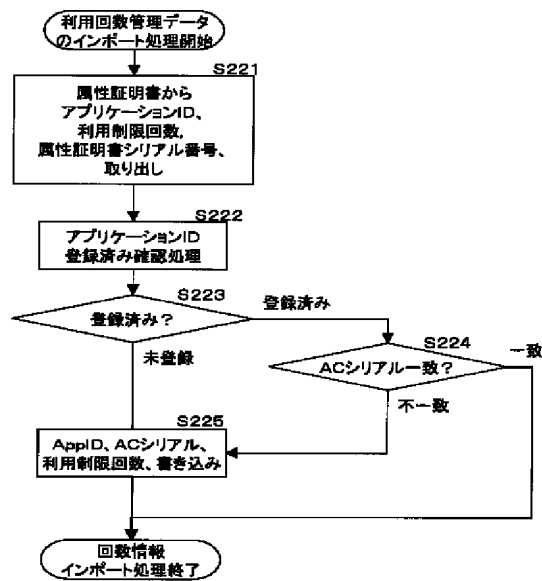 利用回数管理データ
のインポート処理開始
S221
属性証明書から
アプリケーションID、
利用制限回数,
属性証明書シリアル番号、
取り出し
S222
アプリケーションID
登録済み確認処理
S223
登録済み?
登録済み
未登録
S224
ACシリアル一致?
一致
不一致
S225
AppID、ACシリアル、
利用制限回数、書き込み
回数情報
インポート処理終了